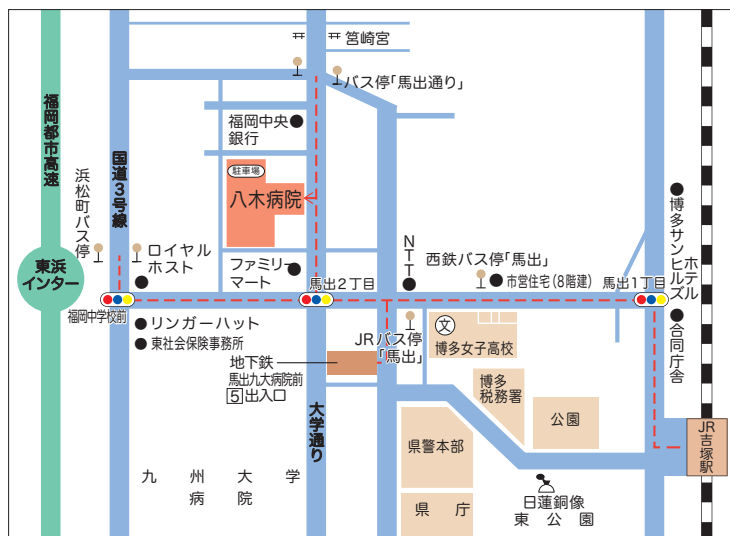 筥崎宮
バス停「馬出通り」
福岡都市高速
国道3号線
浜松町バス停
福岡中央
銀行
駐車場
八木病院
ロイヤル
ホスト
ファミリー
マート
馬出2丁目
NTT
西鉄バス停「馬出」
市営住宅(8階建)
馬出1丁目
博多サンヒルズ
ホテル
合同庁舎
東浜
インター
福岡中学校前
リンガーハット
東社会保険事務所
JRバス停
「馬出」
文
博多女子高校
地下鉄
馬出九大病院前
5出入口
大学通り
博多
税務署
公園
県警本部
JR
吉塚駅
九州大学
病院
県庁
日蓮銅像
東公園